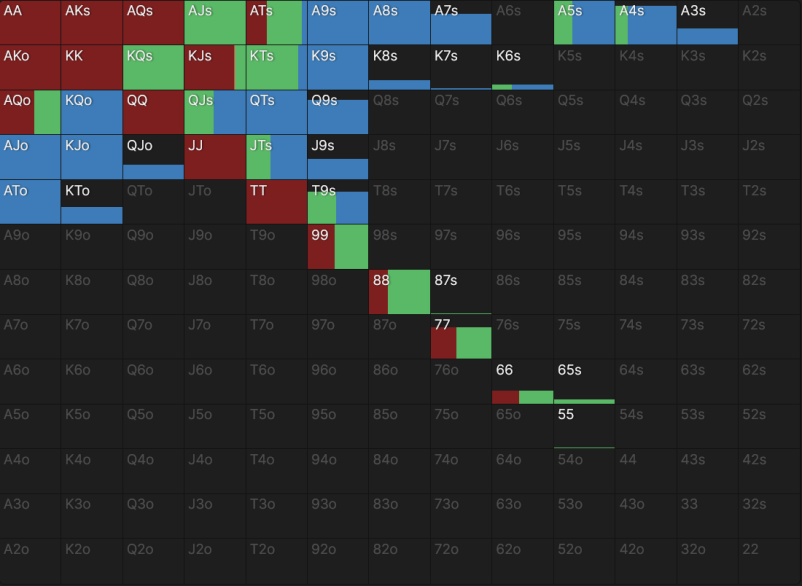 AA AKs AQs AJs ATs A9s A8s A7s A6s A5s A4s A3s A2s
AKo KK KQs KJs KTs K9s K8s K7s K6s K5s K4s K3s K2s
AQo KQo QQ QJs QTs Q9s Q8s Q7s Q6s Q5s Q4s Q3s Q2s
AJo KJo QJo JJ JTs J9s J8s J7s J6s J5s J4s J3s J2s
ATo KTo QTo JTo TT T9s T8s T7s T6s T5s T4s T3s T2s
A9o K9o Q9o J9o T9o 99 98s 97s 96s 95s 94s 93s 92s
A8o K8o Q8o J8o T8o 98o 88 87s 86s 85s 84s 83s 82s
A7o K7o Q7o J7o T7o 97o 87o 77 76s 75s 74s 73s 72s
A6o K6o Q6o J6o T6o 96o 86o 76o 66 65s 64s 63s 62s
A5o K5o Q5o J5o T5o 95o 85o 75o 65o 55 54s 53s 52s
A4o K4o Q4o J4o T4o 94o 84o 74o 64o 54o 44 43s 42s
A3o K3o Q3o J3o T3o 93o 83o 73o 63o 53o 43o 33 32s
A2o K2o Q2o J2o T2o 92o 82o 72o 62o 52o 42o 32o 22